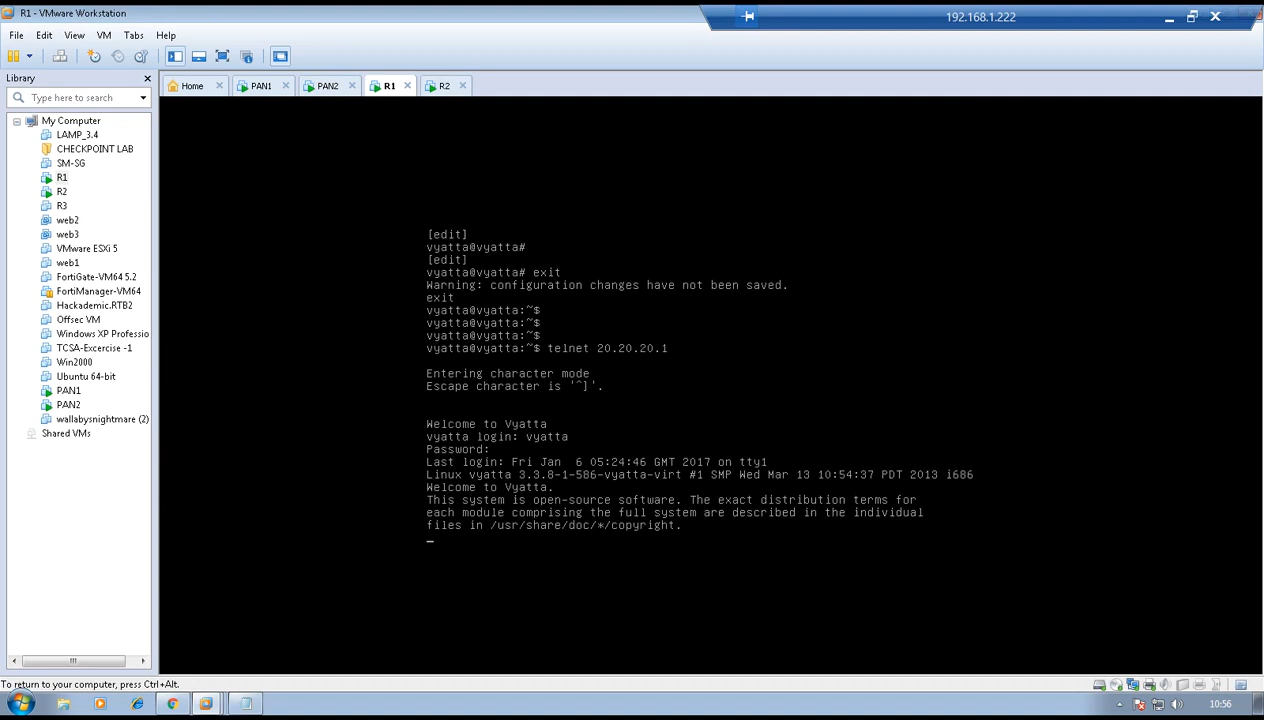 R1 - VMware Workstation
192.168.1.222
File Edit View VM Tabs Help
Library
Type here to search
Home PAN1 PAN2 R1 R2
My Computer
LAMP_3.4
CHECKPOINT LAB
SM-SG
R1
R2
R3
web2
web3
VMware ESXi 5
web1
FortiGate-VM64 5.2
FortiManager-VM64
Hackademic.RTB2
Offsec VM
Windows XP Professio
TCSA-Excercise -1
Win2000
Ubuntu 64-bit
PAN1
PAN2
wallabysnightmare (2)
Shared VMs
[edit]
vyatta@vyatta#
[edit]
vyatta@vyatta# exit
Warning: configuration changes have not been saved.
exit
vyatta@vyatta:~$
vyatta@vyatta:~$
vyatta@vyatta:~$
vyatta@vyatta:~$ telnet 20.20.20.1
Entering character mode
Escape character is '^]'.
Welcome to Vyatta
vyatta login: vyatta
Password:
Last login: Fri Jan  6 05:24:46 GMT 2017 on tty1
Linux vyatta 3.3.8-1-586-vyatta-virt #1 SMP Wed Mar 13 10:54:37 PDT 2013 i686
Welcome to Vyatta.
This system is open-source software. The exact distribution terms for
each module comprising the full system are described in the individual
files in /usr/share/doc/*/copyright.
To return to your computer, press Ctrl+Alt.
10:56